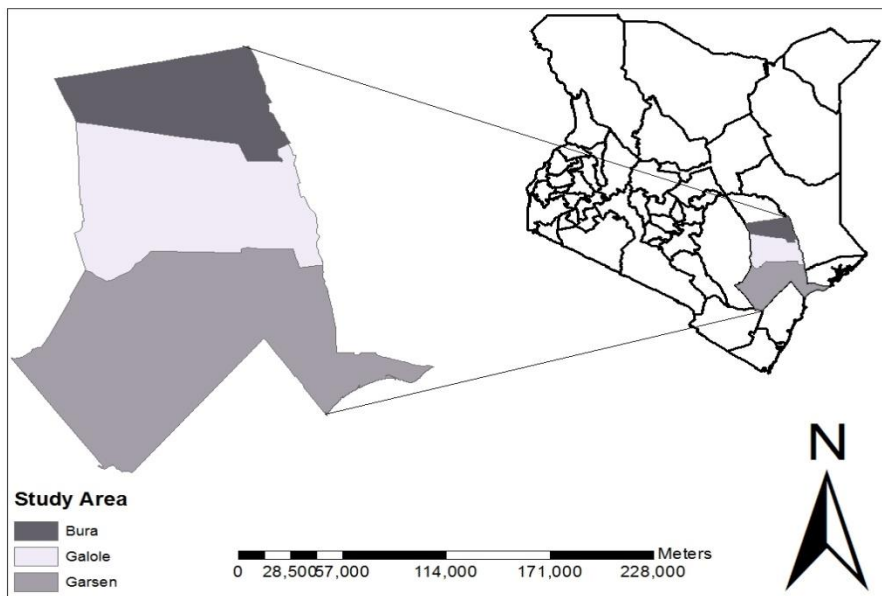 N
Study Area
Bura
Galole
Garsen
Meters
0 28,500 57,000 114,000 171,000 228,000